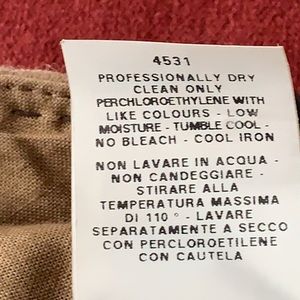 4531
PROFESSIONALLY DRY
CLEAN ONLY
PERCHLOROETHYLENE WITH
LIKE COLOURS - LOW
MOISTURE - TUMBLE COOL -
NO BLEACH - COOL IRON
NON LAVARE IN ACQUA -
NON CANDEGGIARE -
STIRARE ALLA
TEMPERATURA MASSIMA
DI 110 ° - LAVARE
SEPARATAMENTE A SECCO
CON PERCLOROETILENE
CON CAUTELA